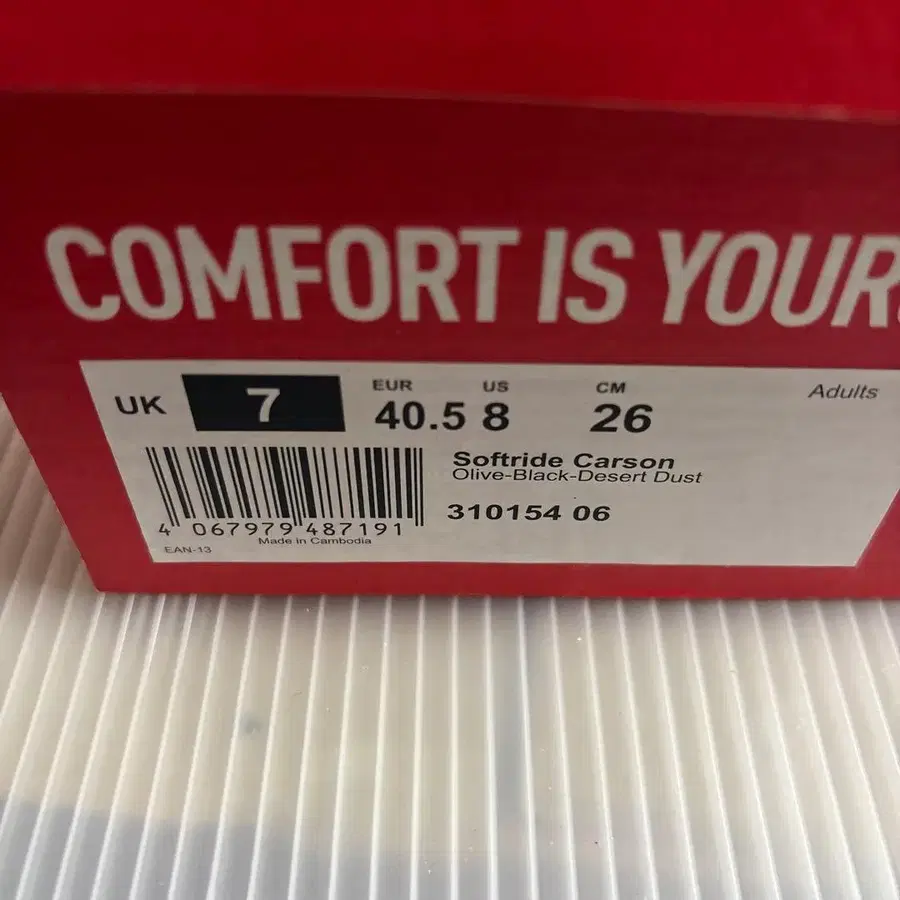 COMFORT IS YOUR
UK 7 EUR 40.5 US 8 CM 26 Adults
Softride Carson
Olive-Black-Desert Dust
310154 06
4 067979 487191
Made in Cambodia
EAN-13